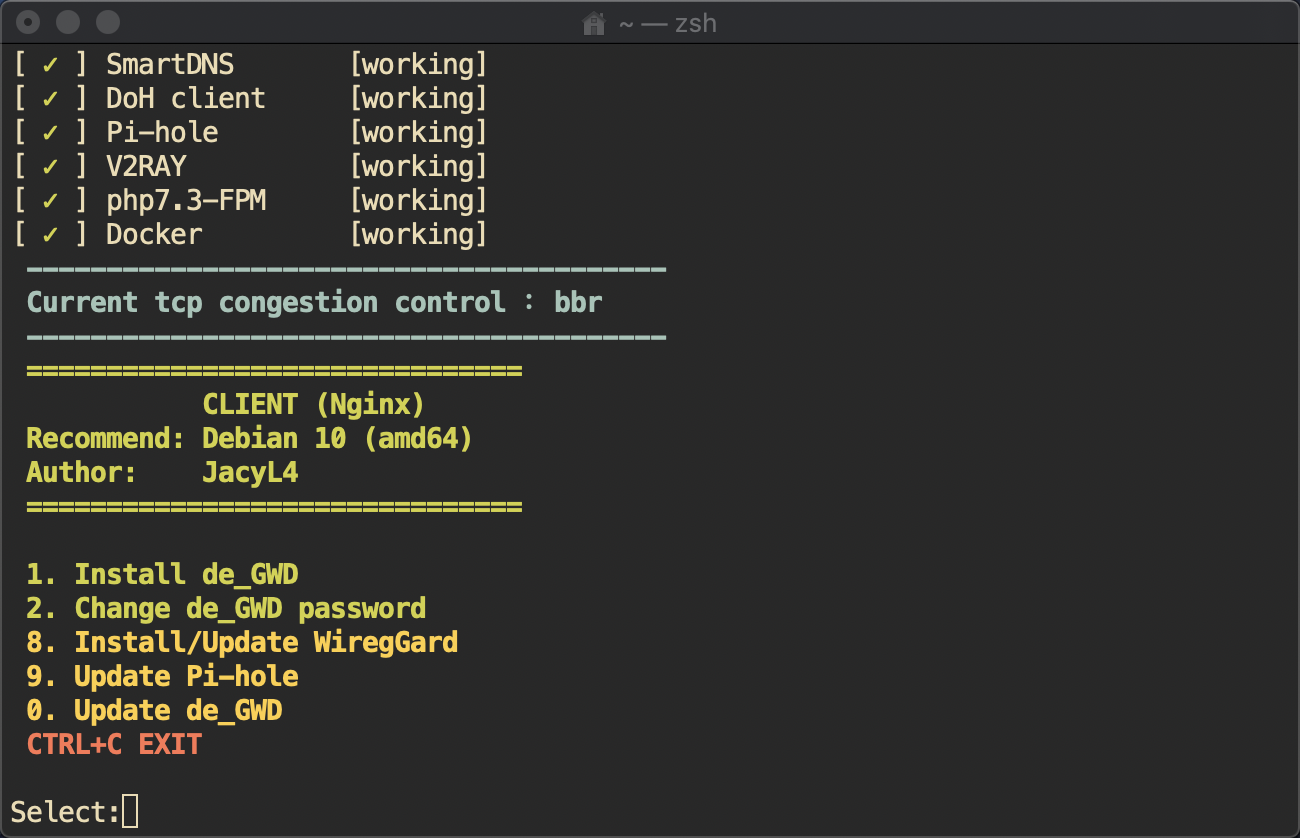 ~ — zsh
[ ✓ ] SmartDNS [working]
[ ✓ ] DoH client [working]
[ ✓ ] Pi-hole [working]
[ ✓ ] V2RAY [working]
[ ✓ ] php7.3-FPM [working]
[ ✓ ] Docker [working]
----------------------------------------
Current tcp congestion control : bbr
----------------------------------------
===============================
CLIENT (Nginx)
Recommend: Debian 10 (amd64)
Author: JacyL4
===============================
1. Install de_GWD
2. Change de_GWD password
8. Install/Update WiregGard
9. Update Pi-hole
0. Update de_GWD
CTRL+C EXIT
Select: